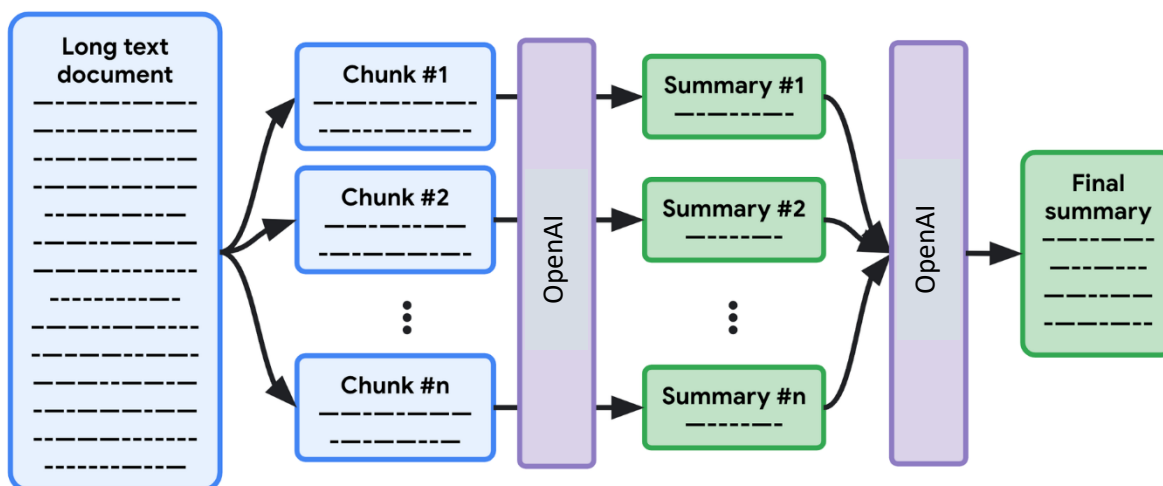 Long text
document
Chunk #1
Chunk #2
Chunk #n
OpenAI
Summary #1
Summary #2
Summary #n
OpenAI
Final
summary